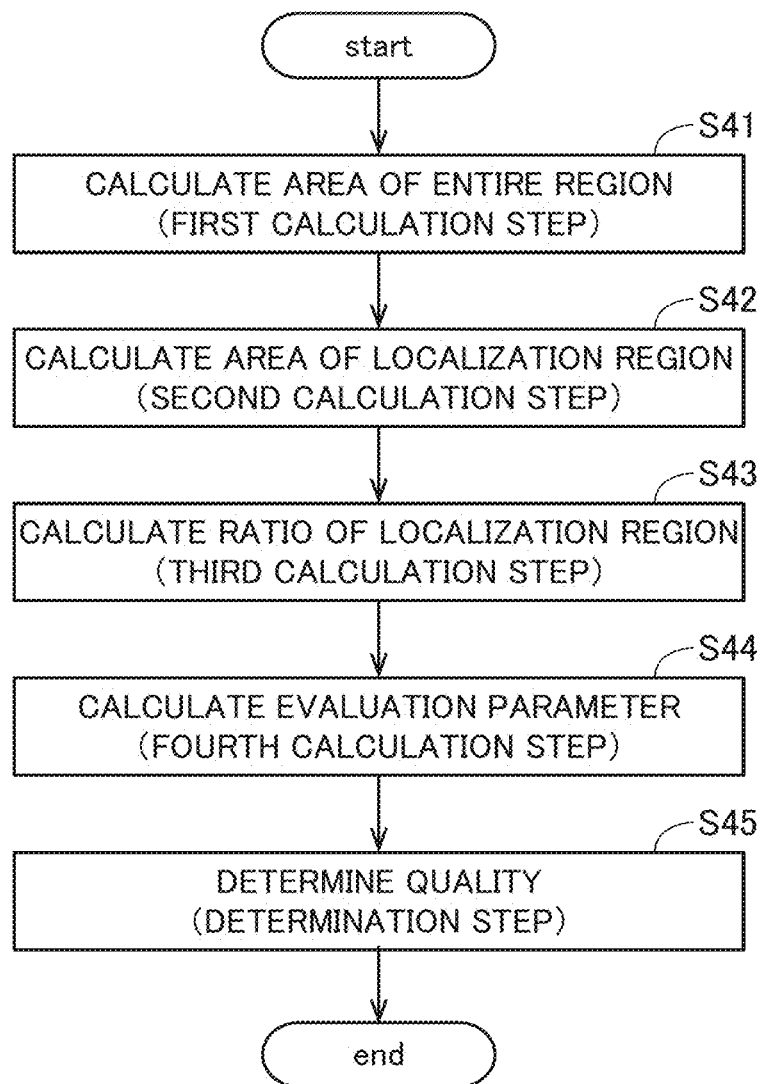 start
S41
CALCULATE AREA OF ENTIRE REGION
(FIRST CALCULATION STEP)
S42
CALCULATE AREA OF LOCALIZATION REGION
(SECOND CALCULATION STEP)
S43
CALCULATE RATIO OF LOCALIZATION REGION
(THIRD CALCULATION STEP)
S44
CALCULATE EVALUATION PARAMETER
(FOURTH CALCULATION STEP)
S45
DETERMINE QUALITY
(DETERMINATION STEP)
end